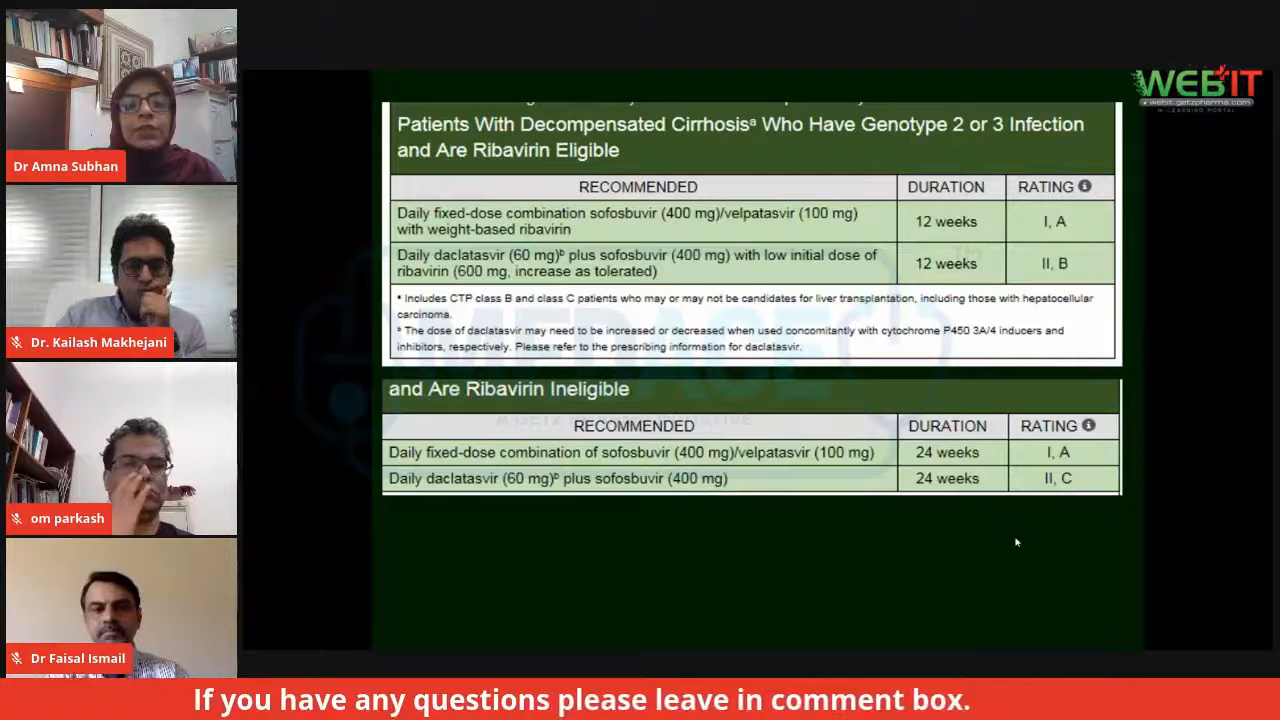 Dr Amna Subhan
Dr. Kailash Makhejani
om parkash
Dr Faisal Ismail
WEBIT
webit.getzpharma.com
E-LEARNING PORTAL
Patients With Decompensated Cirrhosisª Who Have Genotype 2 or 3 Infection
and Are Ribavirin Eligible
RECOMMENDED DURATION RATING
Daily fixed-dose combination sofosbuvir (400 mg)/velpatasvir (100 mg)
with weight-based ribavirin
12 weeks I, A
Daily daclatasvir (60 mg)ᵇ plus sofosbuvir (400 mg) with low initial dose of
ribavirin (600 mg, increase as tolerated)
12 weeks II, B
ª Includes CTP class B and class C patients who may or may not be candidates for liver transplantation, including those with hepatocellular
carcinoma.
ᵇ The dose of daclatasvir may need to be increased or decreased when used concomitantly with cytochrome P450 3A/4 inducers and
inhibitors, respectively. Please refer to the prescribing information for daclatasvir.
and Are Ribavirin Ineligible
RECOMMENDED DURATION RATING
Daily fixed-dose combination of sofosbuvir (400 mg)/velpatasvir (100 mg) 24 weeks I, A
Daily daclatasvir (60 mg)ᵇ plus sofosbuvir (400 mg) 24 weeks II, C
If you have any questions please leave in comment box.